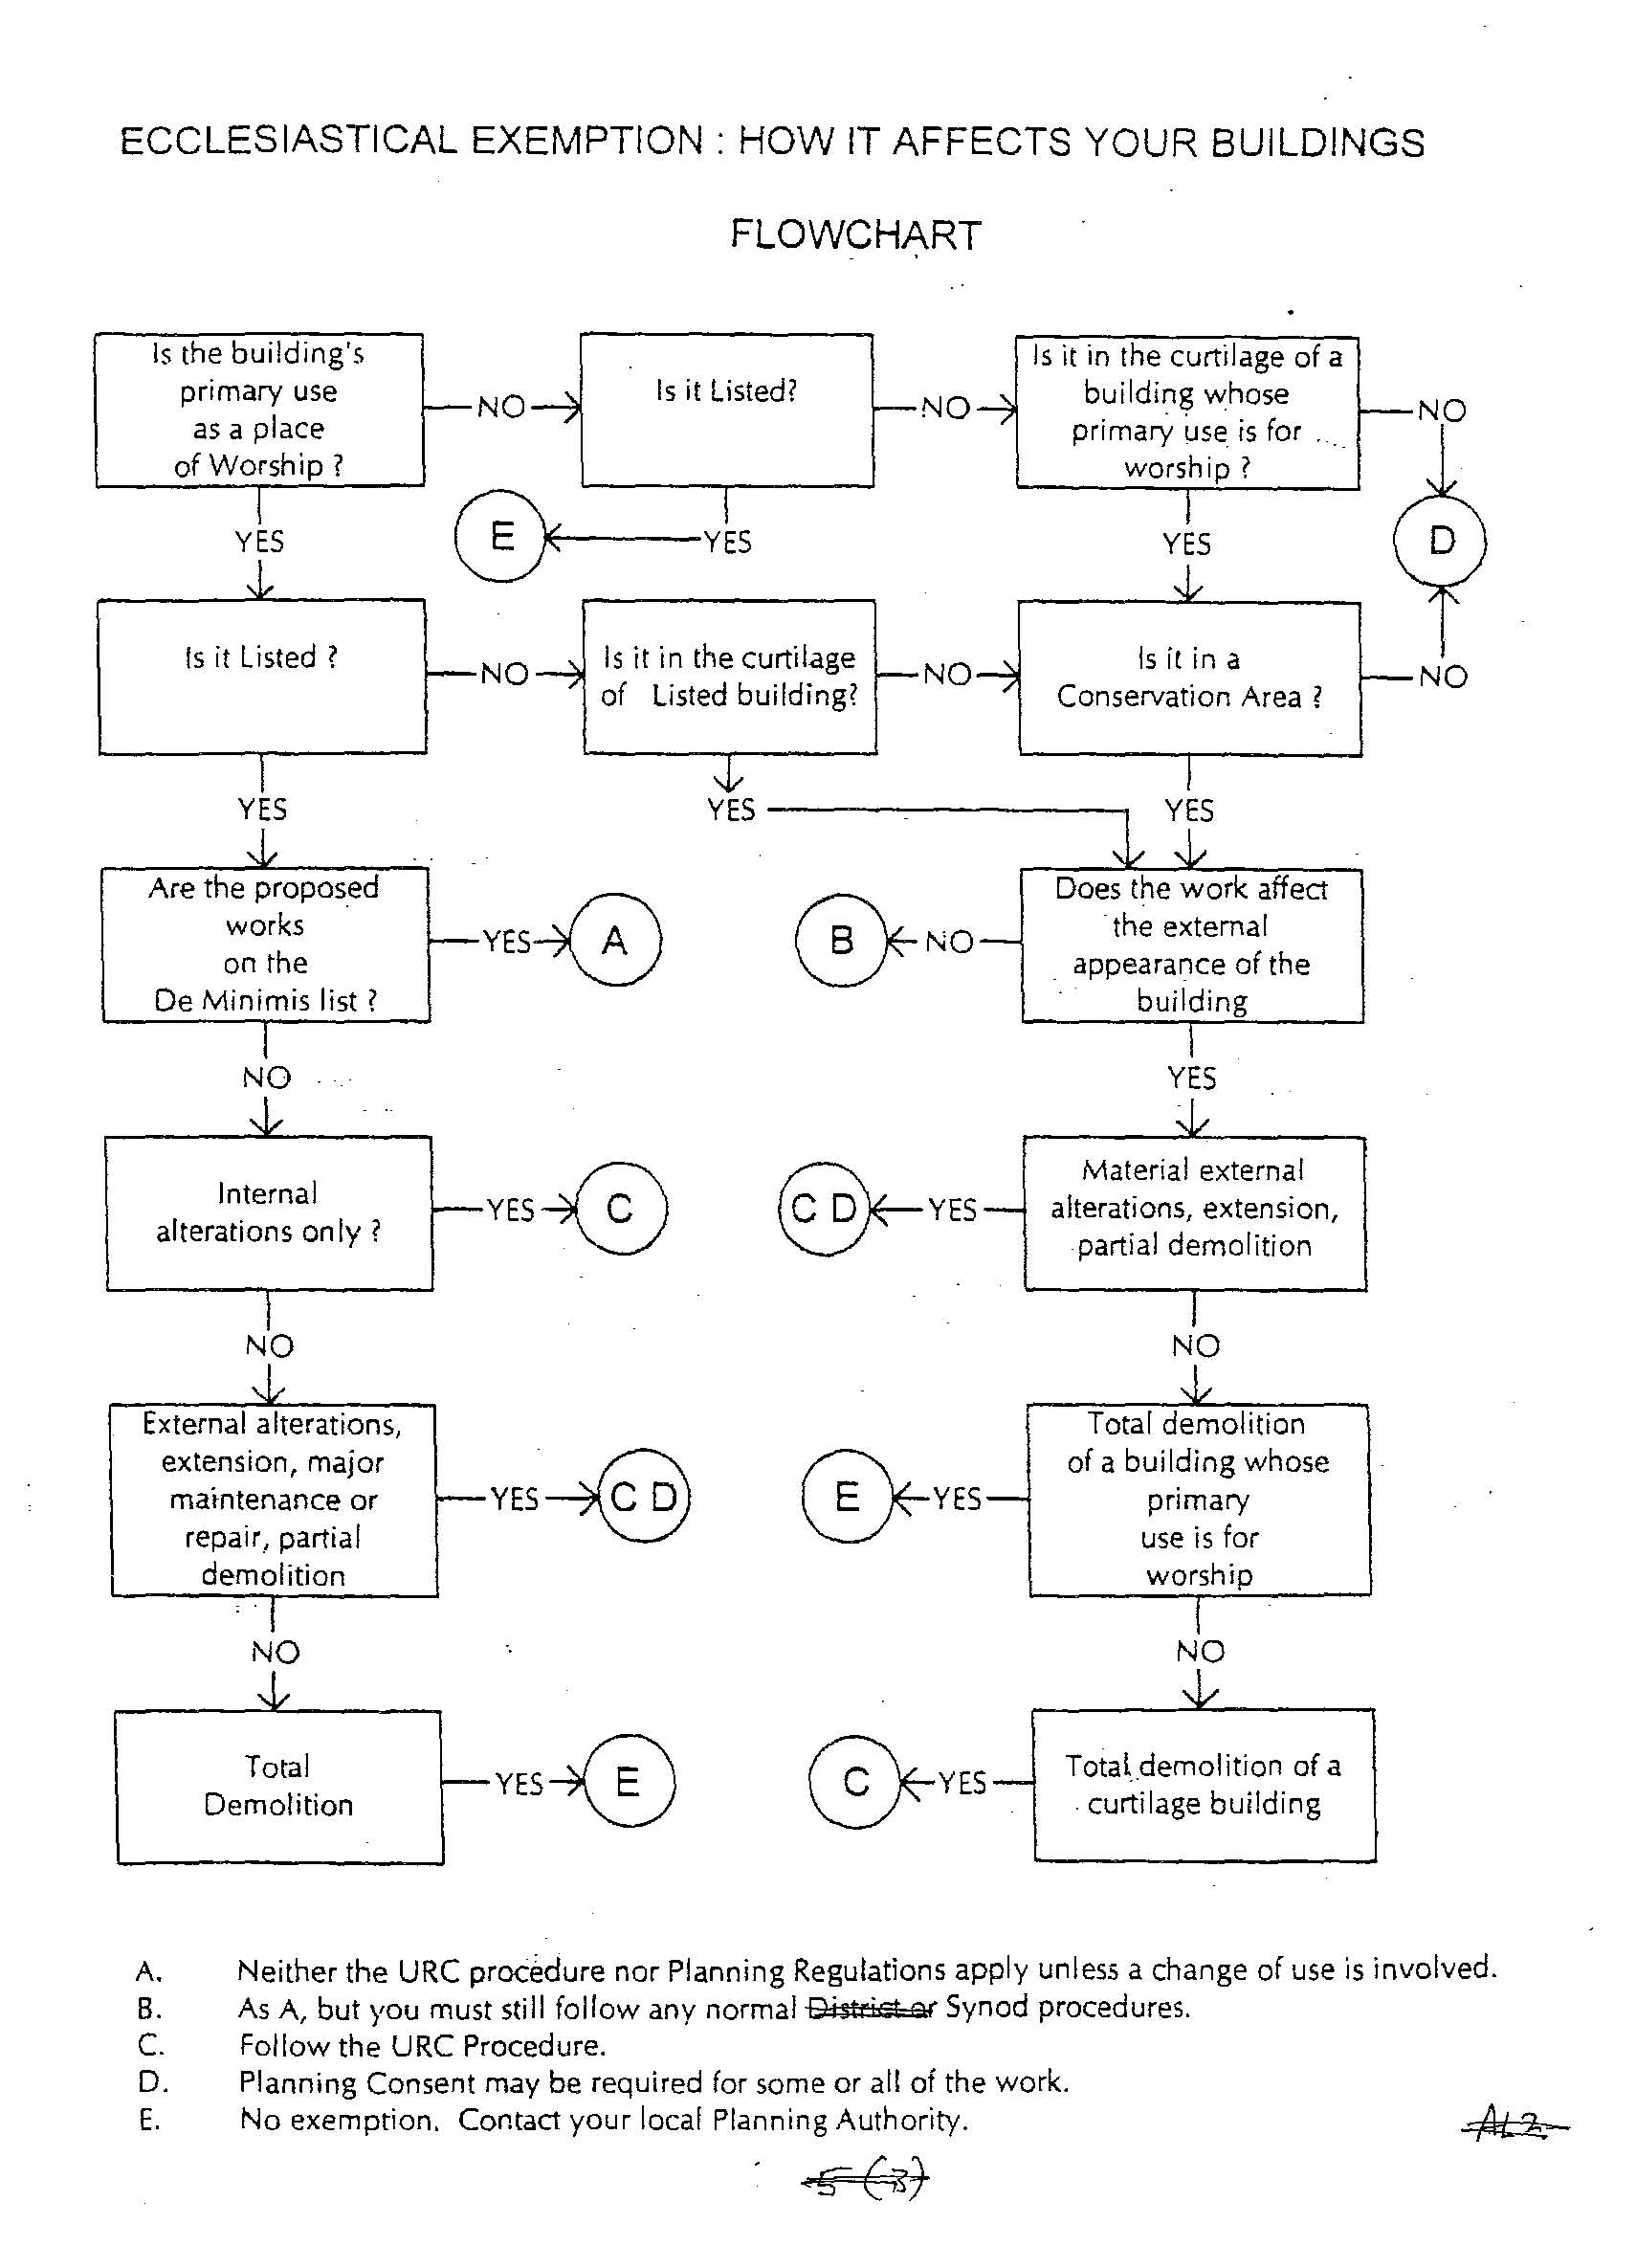 ECCLESIASTICAL EXEMPTION : HOW IT AFFECTS YOUR BUILDINGS
FLOWCHART
Is the building's
primary use
as a place
of Worship ?
NO
Is it Listed?
NO
Is it in the curtilage of a
building whose
primary use is for
worship ?
NO
YES
E
YES
YES
D
Is it Listed ?
NO
Is it in the curtilage
of Listed building?
NO
Is it in a
Conservation Area ?
NO
YES
YES
YES
Are the proposed
works
on the
De Minimis list ?
YES
A
B
NO
Does the work affect
the external
appearance of the
building
NO
YES
Internal
alterations only ?
YES
C
C D
YES
Material external
alterations, extension,
partial demolition
NO
NO
External alterations,
extension, major
maintenance or
repair, partial
demolition
YES
C D
E
YES
Total demolition
of a building whose
primary
use is for
worship
NO
NO
Total
Demolition
YES
E
C
YES
Total demolition of a
curtilage building
A. Neither the URC procedure nor Planning Regulations apply unless a change of use is involved.
B. As A, but you must still follow any normal District or Synod procedures.
C. Follow the URC Procedure.
D. Planning Consent may be required for some or all of the work.
E. No exemption. Contact your local Planning Authority.
AL2
5 (B)